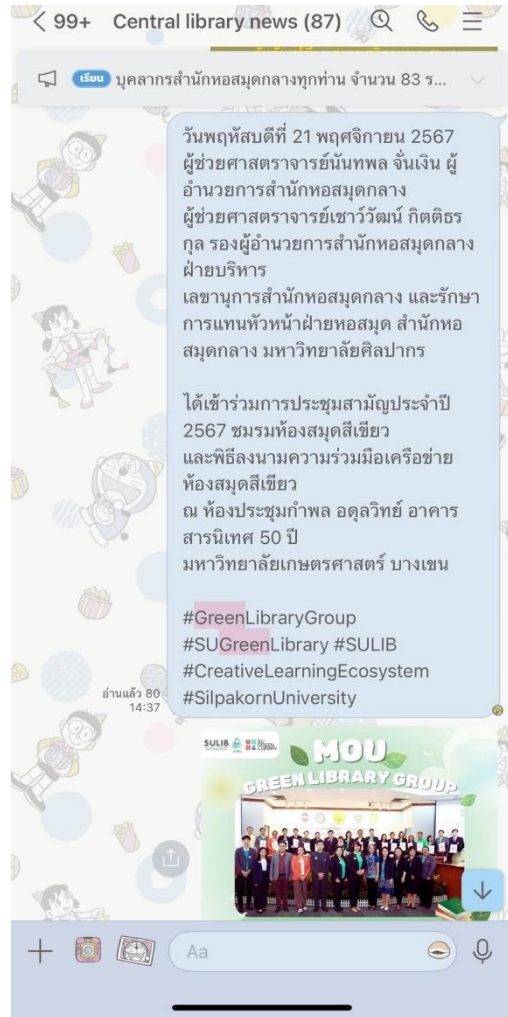 99+ Central library news (87)
เรียน บุคลากรสำนักหอสมุดกลางทุกท่าน จำนวน 83 ร...
วันพฤหัสบดีที่ 21 พฤศจิกายน 2567
ผู้ช่วยศาสตราจารย์นันทพล จั่นเงิน ผู้
อำนวยการสำนักหอสมุดกลาง
ผู้ช่วยศาสตราจารย์เชาว์วัฒน์ กิตติธร
กุล รองผู้อำนวยการสำนักหอสมุดกลาง
ฝ่ายบริหาร
เลขานุการสำนักหอสมุดกลาง และรักษา
การแทนหัวหน้าฝ่ายหอสมุด สำนักหอ
สมุดกลาง มหาวิทยาลัยศิลปากร
ได้เข้าร่วมการประชุมสามัญประจำปี
2567 ชมรมห้องสมุดสีเขียว
และพิธีลงนามความร่วมมือเครือข่าย
ห้องสมุดสีเขียว
ณ ห้องประชุมกำพล อดุลวิทย์ อาคาร
สารนิเทศ 50 ปี
มหาวิทยาลัยเกษตรศาสตร์ บางเขน
#GreenLibraryGroup
#SUGreenLibrary #SULIB
#CreativeLearningEcosystem
#SilpakornUniversity
อ่านแล้ว 80
14:37
SULIB
MOU
GREEN LIBRARY GROUP
Aa